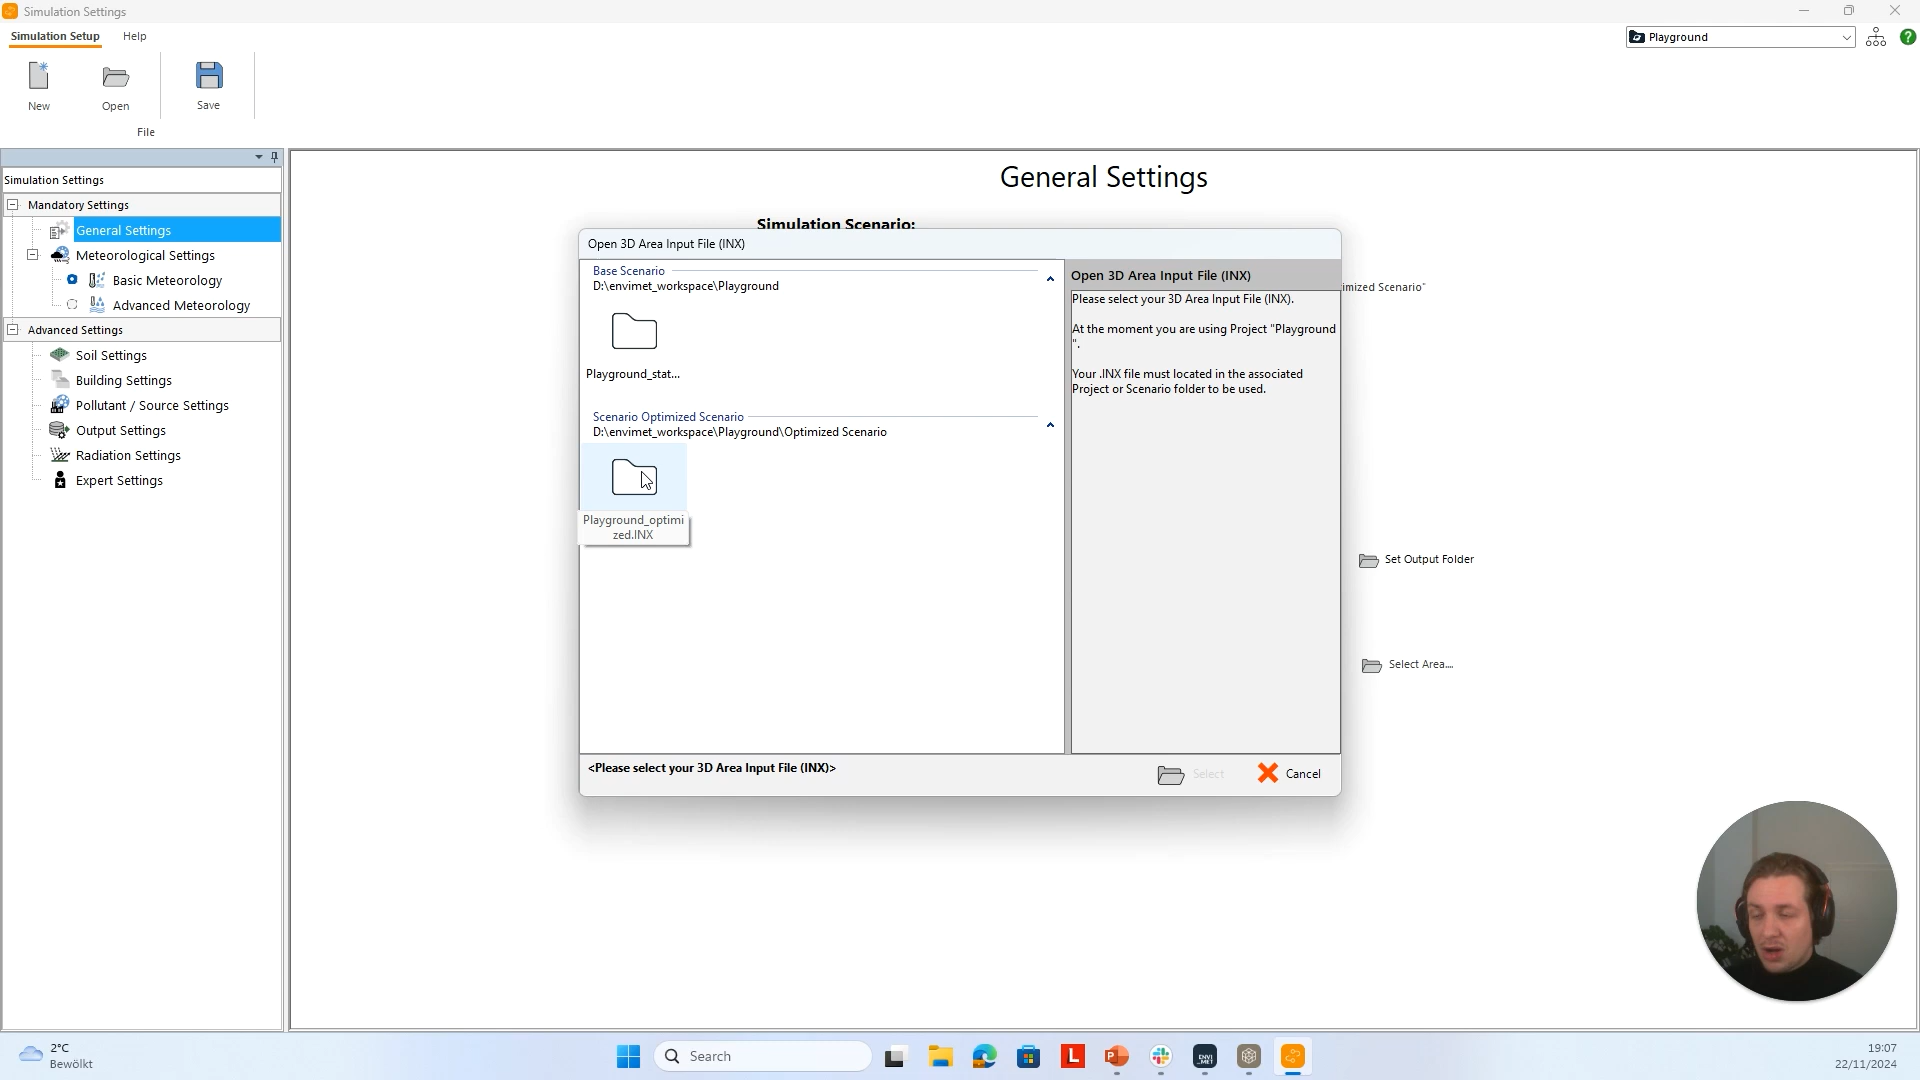 Simulation Settings
Simulation Setup
Help
Playground
New
Open
Save
File
Simulation Settings
Mandatory Settings
General Settings
Meteorological Settings
Basic Meteorology
Advanced Meteorology
Advanced Settings
Soil Settings
Building Settings
Pollutant / Source Settings
Output Settings
Radiation Settings
Expert Settings
General Settings
Simulation Scenario:
Open 3D Area Input File (INX)
Base Scenario
D:\envimet_workspace\Playground
Playground_stat...
Scenario Optimized Scenario
D:\envimet_workspace\Playground\Optimized Scenario
Playground_optimi
zed.INX
Open 3D Area Input File (INX)
Please select your 3D Area Input File (INX).
At the moment you are using Project "Playground
".
Your .INX file must located in the associated
Project or Scenario folder to be used.
imized Scenario"
Set Output Folder
Select Area...
<Please select your 3D Area Input File (INX)>
Select
Cancel
2°C
Bewölkt
Search
L
P
ENVI
_MET
19:07
22/11/2024